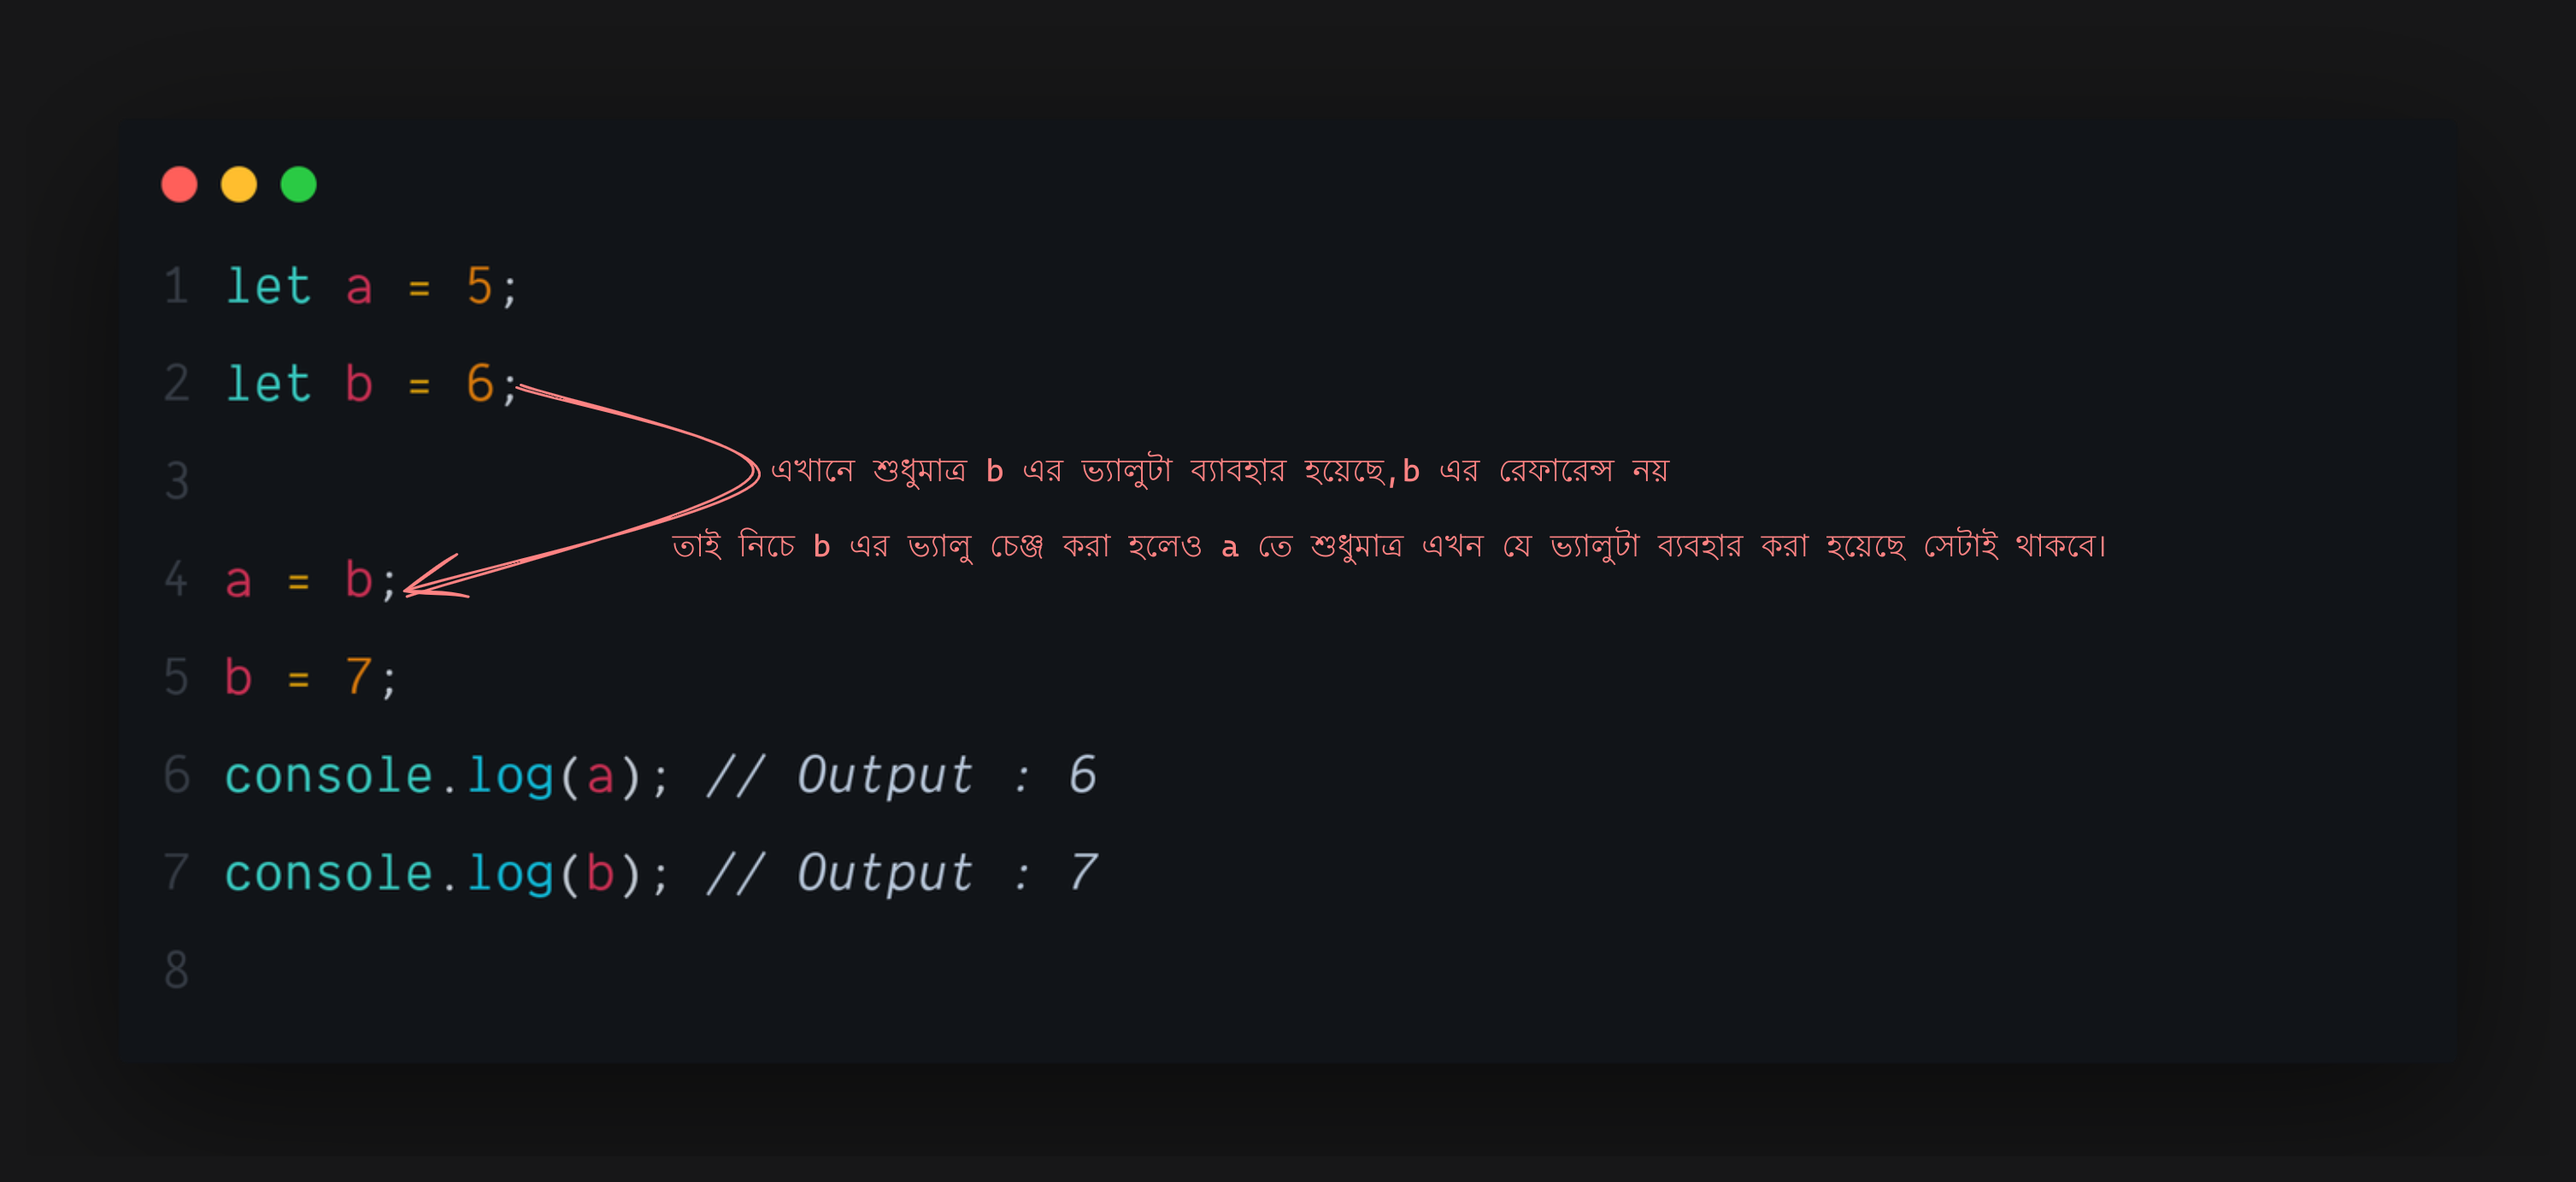 1 let a = 5;
2 let b = 6;
3 এখানে শুধুমাত্র b এর ভ্যালুটা ব্যাবহার হয়েছে,b এর রেফারেন্স নয়
তাই নিচে b এর ভ্যালু চেঞ্জ করা হলেও a তে শুধুমাত্র এখন যে ভ্যালুটা ব্যবহার করা হয়েছে সেটাই থাকবে।
4 a = b;
5 b = 7;
6 console.log(a); // Output : 6
7 console.log(b); // Output : 7
8